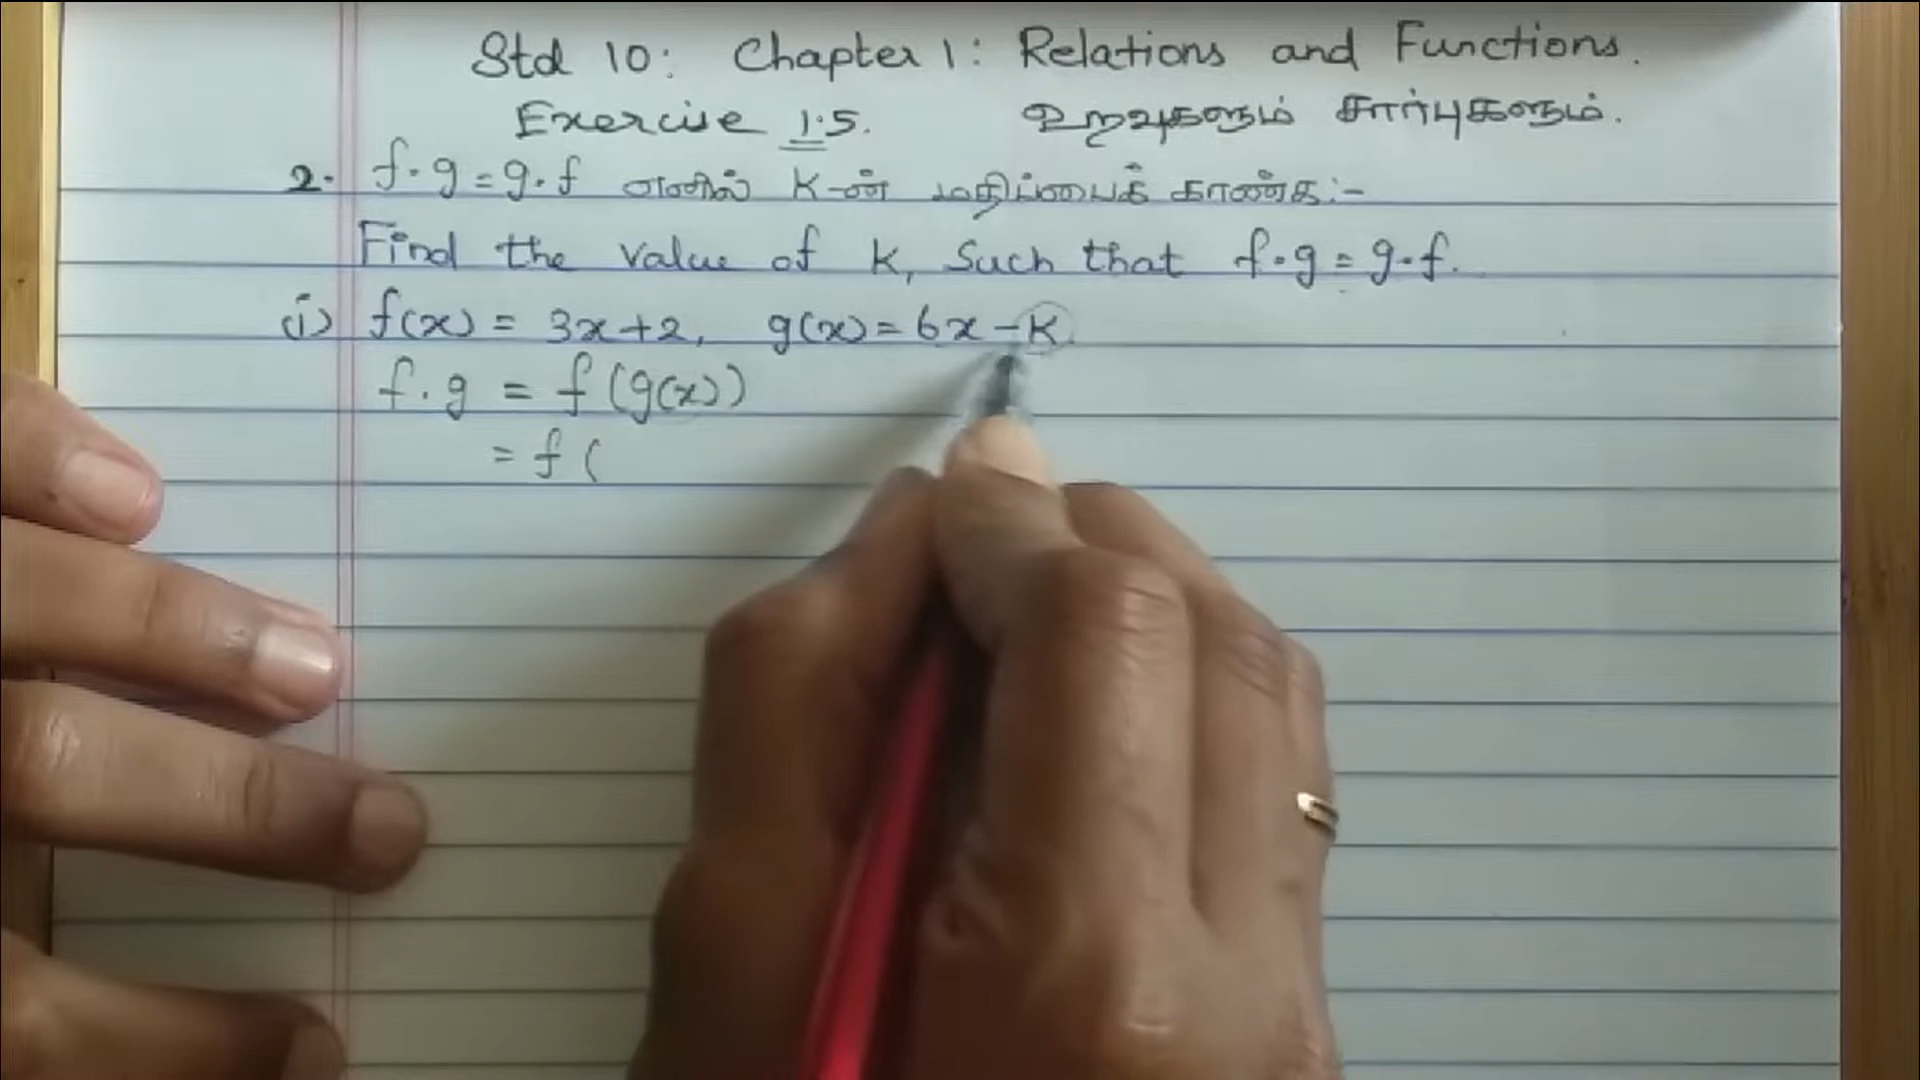 Std 10: Chapter 1: Relations and Functions.
Exercise 1.5. உறவுகளும் சார்புகளும்.
2. f∘g = g∘f எனில் K-ன் மதிப்பைக் காண்க:-
Find the value of K, Such that f∘g = g∘f.
(i) f(x) = 3x+2, g(x) = 6x-K
f∘g = f(g(x))
= f(